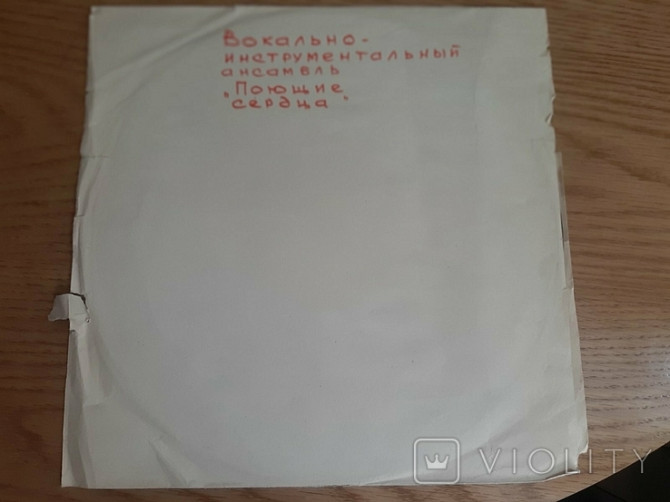 Вокально-
инструментальный
ансамбль
"Поющие
сердца"
VIOLITY